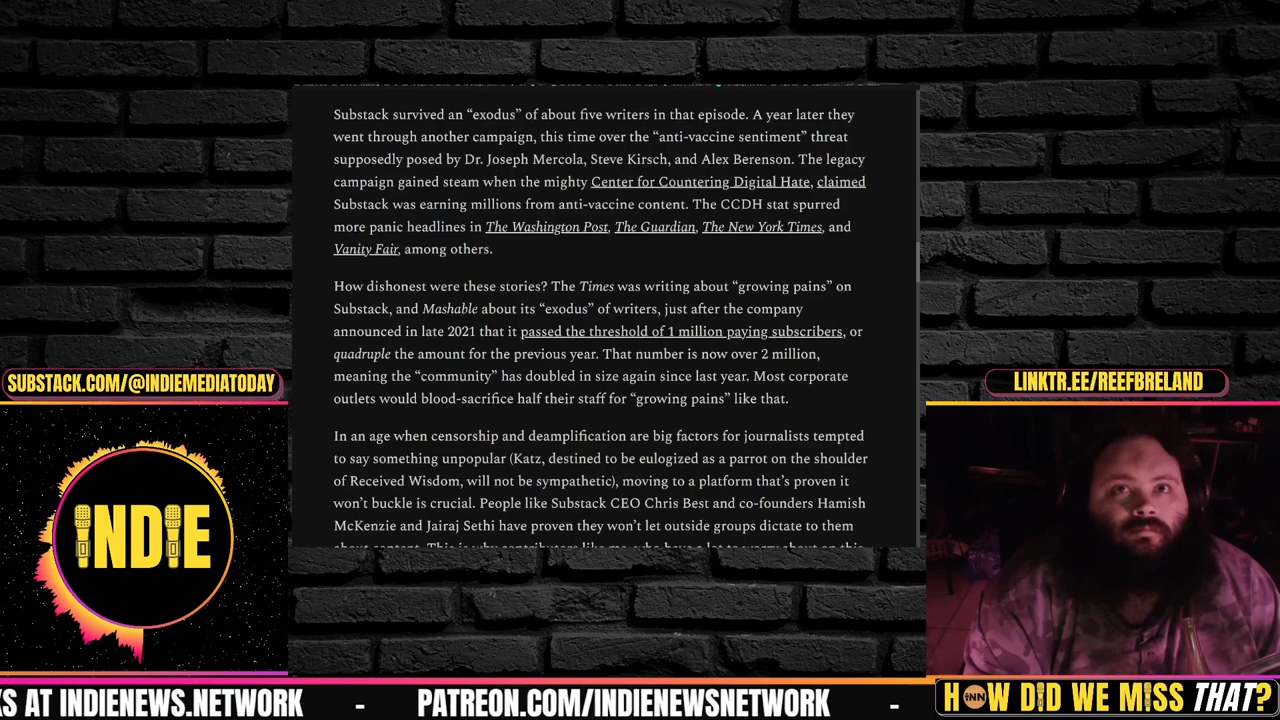 Substack survived an “exodus” of about five writers in that episode. A year later they
went through another campaign, this time over the “anti-vaccine sentiment” threat
supposedly posed by Dr. Joseph Mercola, Steve Kirsch, and Alex Berenson. The legacy
campaign gained steam when the mighty Center for Countering Digital Hate, claimed
Substack was earning millions from anti-vaccine content. The CCDH stat spurred
more panic headlines in The Washington Post, The Guardian, The New York Times, and
Vanity Fair, among others.
How dishonest were these stories? The Times was writing about “growing pains” on
Substack, and Mashable about its “exodus” of writers, just after the company
announced in late 2021 that it passed the threshold of 1 million paying subscribers, or
quadruple the amount for the previous year. That number is now over 2 million,
meaning the “community” has doubled in size again since last year. Most corporate
outlets would blood-sacrifice half their staff for “growing pains” like that.
In an age when censorship and deamplification are big factors for journalists tempted
to say something unpopular (Katz, destined to be eulogized as a parrot on the shoulder
of Received Wisdom, will not be sympathetic), moving to a platform that’s proven it
won’t buckle is crucial. People like Substack CEO Chris Best and co-founders Hamish
McKenzie and Jairaj Sethi have proven they won’t let outside groups dictate to them
SUBSTACK.COM/@INDIEMEDIATODAY
LINKTR.EE/REEFBRELAND
INDIE
KS AT INDIENEWS.NETWORK - PATREON.COM/INDIENEWSNETWORK -
HOW DID WE MISS THAT?
INN